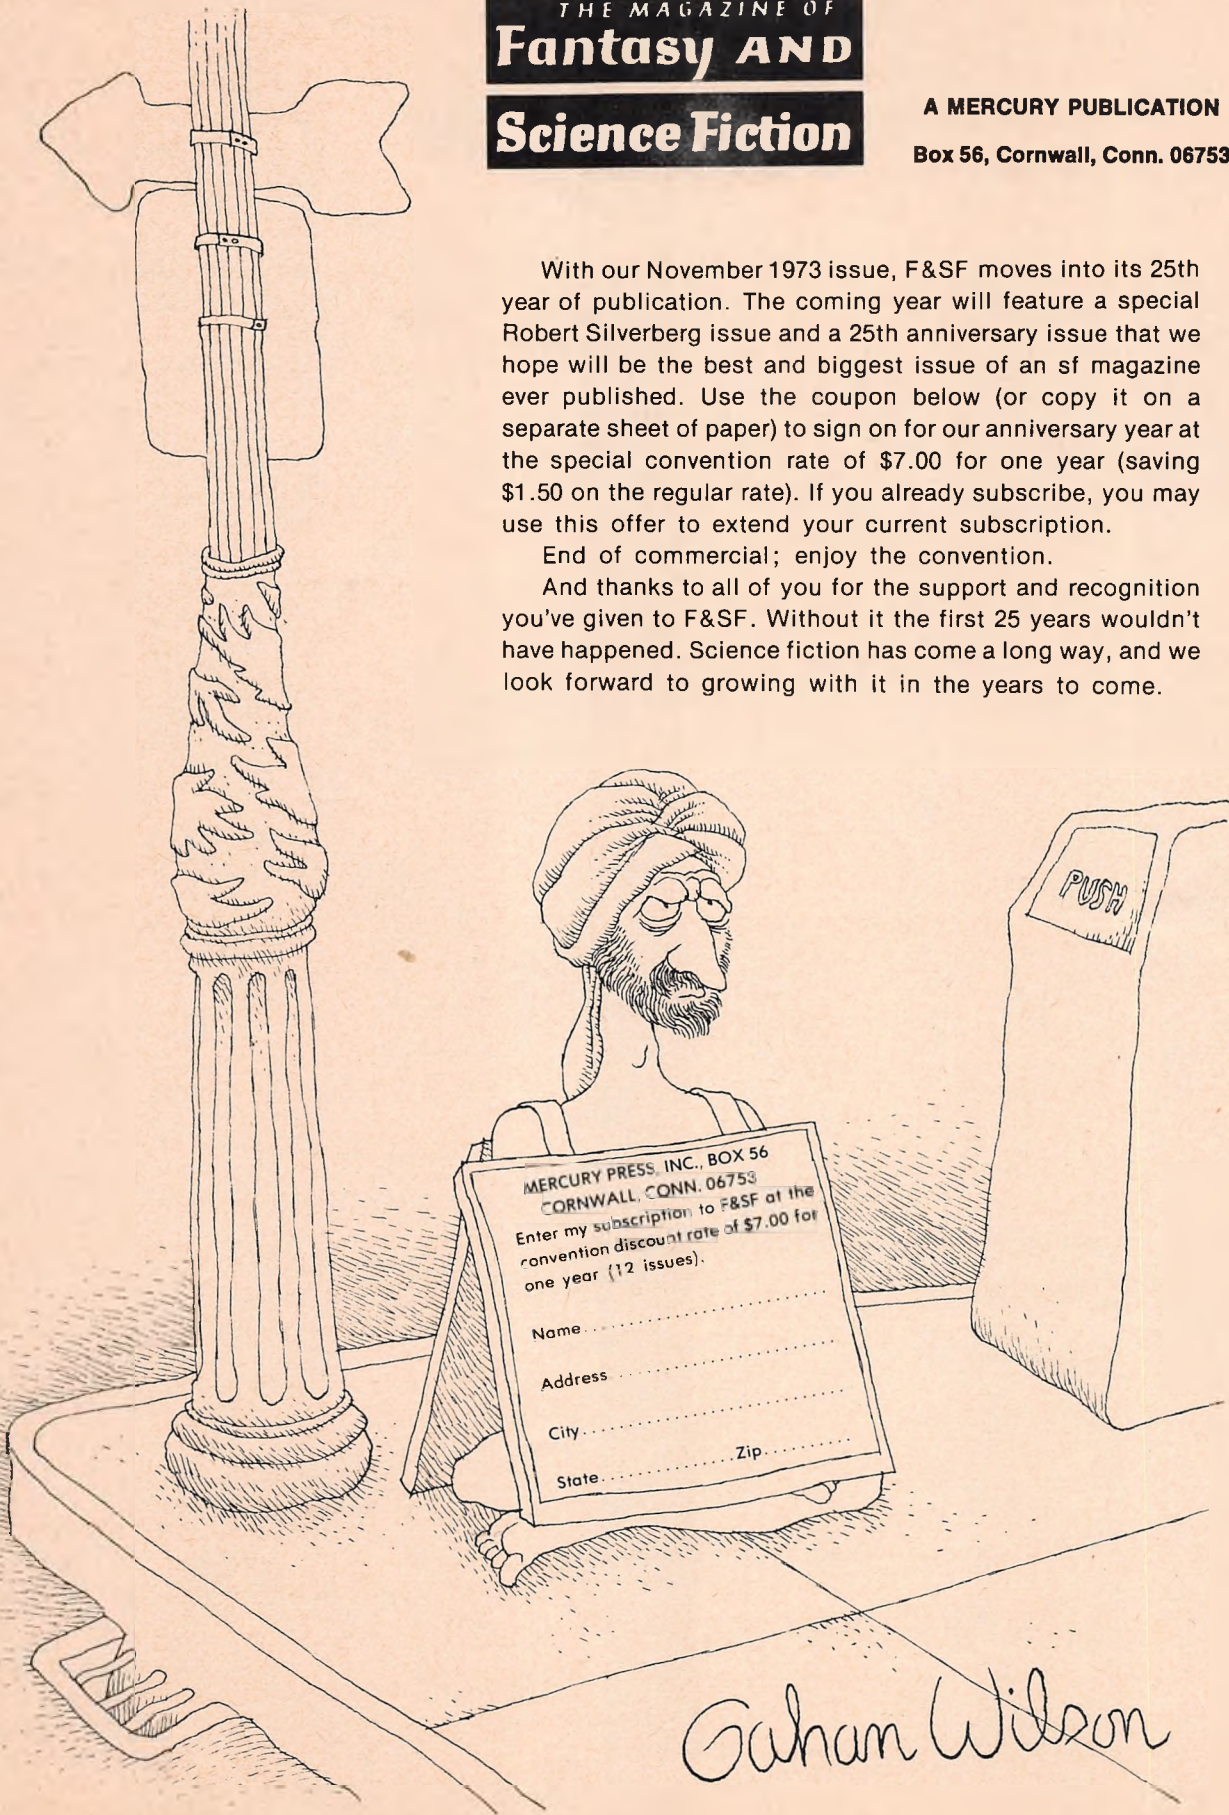 THE MAGAZINE OF
Fantasy AND
Science Fiction
A MERCURY PUBLICATION
Box 56, Cornwall, Conn. 06753
With our November 1973 issue, F&SF moves into its 25th
year of publication. The coming year will feature a special
Robert Silverberg issue and a 25th anniversary issue that we
hope will be the best and biggest issue of an sf magazine
ever published. Use the coupon below (or copy it on a
separate sheet of paper) to sign on for our anniversary year at
the special convention rate of $7.00 for one year (saving
$1.50 on the regular rate). If you already subscribe, you may
use this offer to extend your current subscription.
End of commercial; enjoy the convention.
And thanks to all of you for the support and recognition
you've given to F&SF. Without it the first 25 years wouldn't
have happened. Science fiction has come a long way, and we
look forward to growing with it in the years to come.
PUSH
MERCURY PRESS, INC., BOX 56
CORNWALL, CONN. 06753
Enter my subscription to F&SF at the
convention discount rate of $7.00 for
one year (12 issues).
Name..............................
Address..........................
City..............................
State...............Zip..........
Gahan Wilson